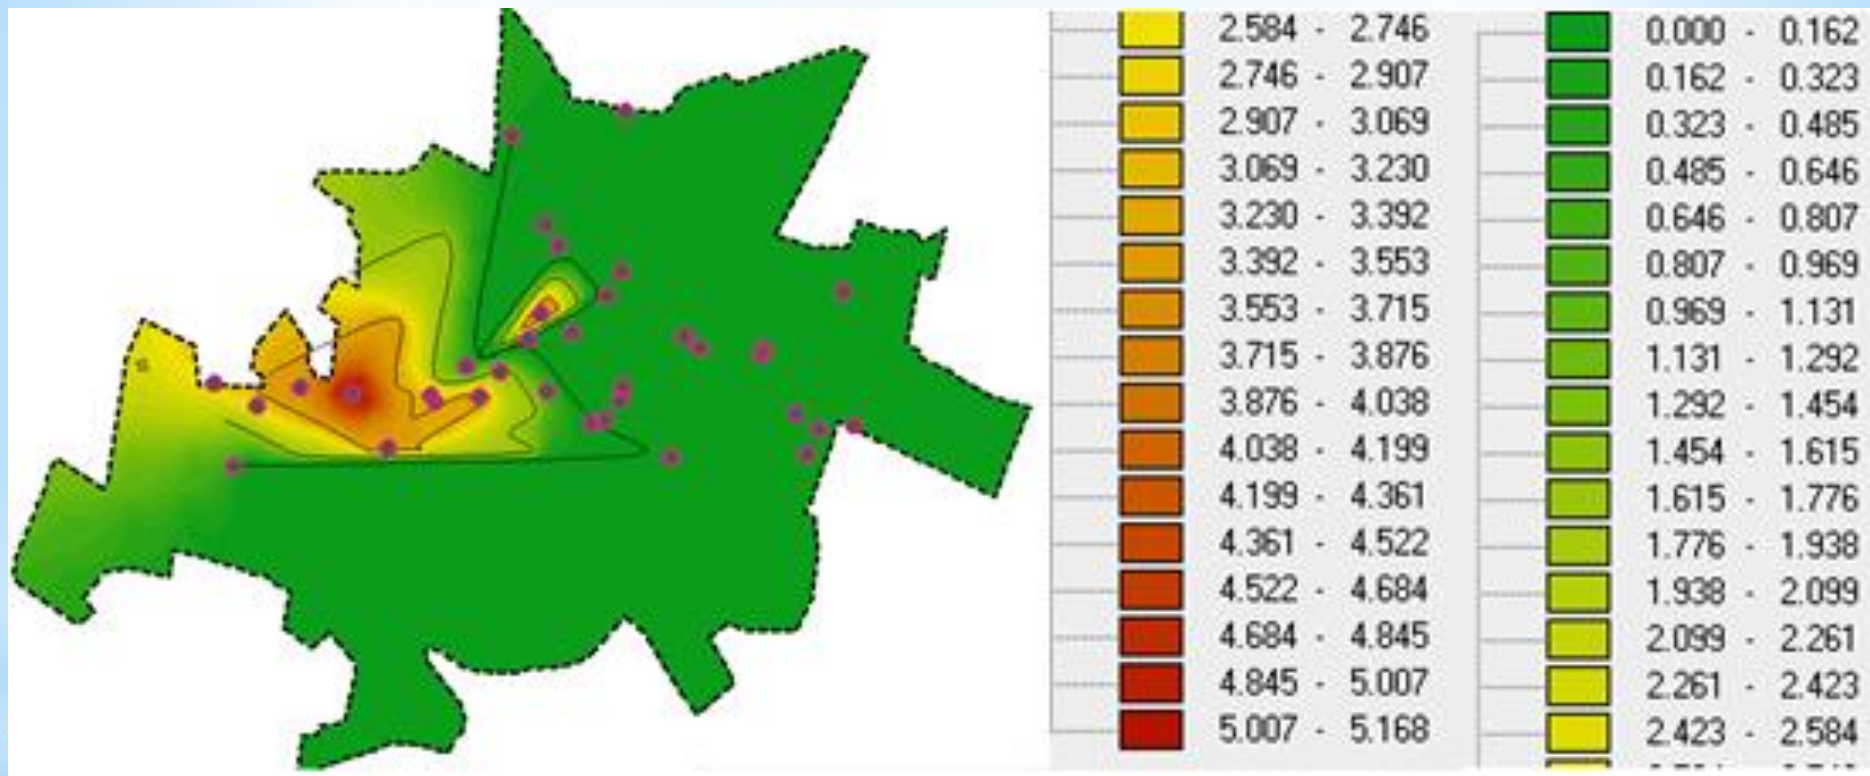 2.584 - 2.746
2.746 - 2.907
2.907 - 3.069
3.069 - 3.230
3.230 - 3.392
3.392 - 3.553
3.553 - 3.715
3.715 - 3.876
3.876 - 4.038
4.038 - 4.199
4.199 - 4.361
4.361 - 4.522
4.522 - 4.684
4.684 - 4.845
4.845 - 5.007
5.007 - 5.168
0.000 - 0.162
0.162 - 0.323
0.323 - 0.485
0.485 - 0.646
0.646 - 0.807
0.807 - 0.969
0.969 - 1.131
1.131 - 1.292
1.292 - 1.454
1.454 - 1.615
1.615 - 1.776
1.776 - 1.938
1.938 - 2.099
2.099 - 2.261
2.261 - 2.423
2.423 - 2.584